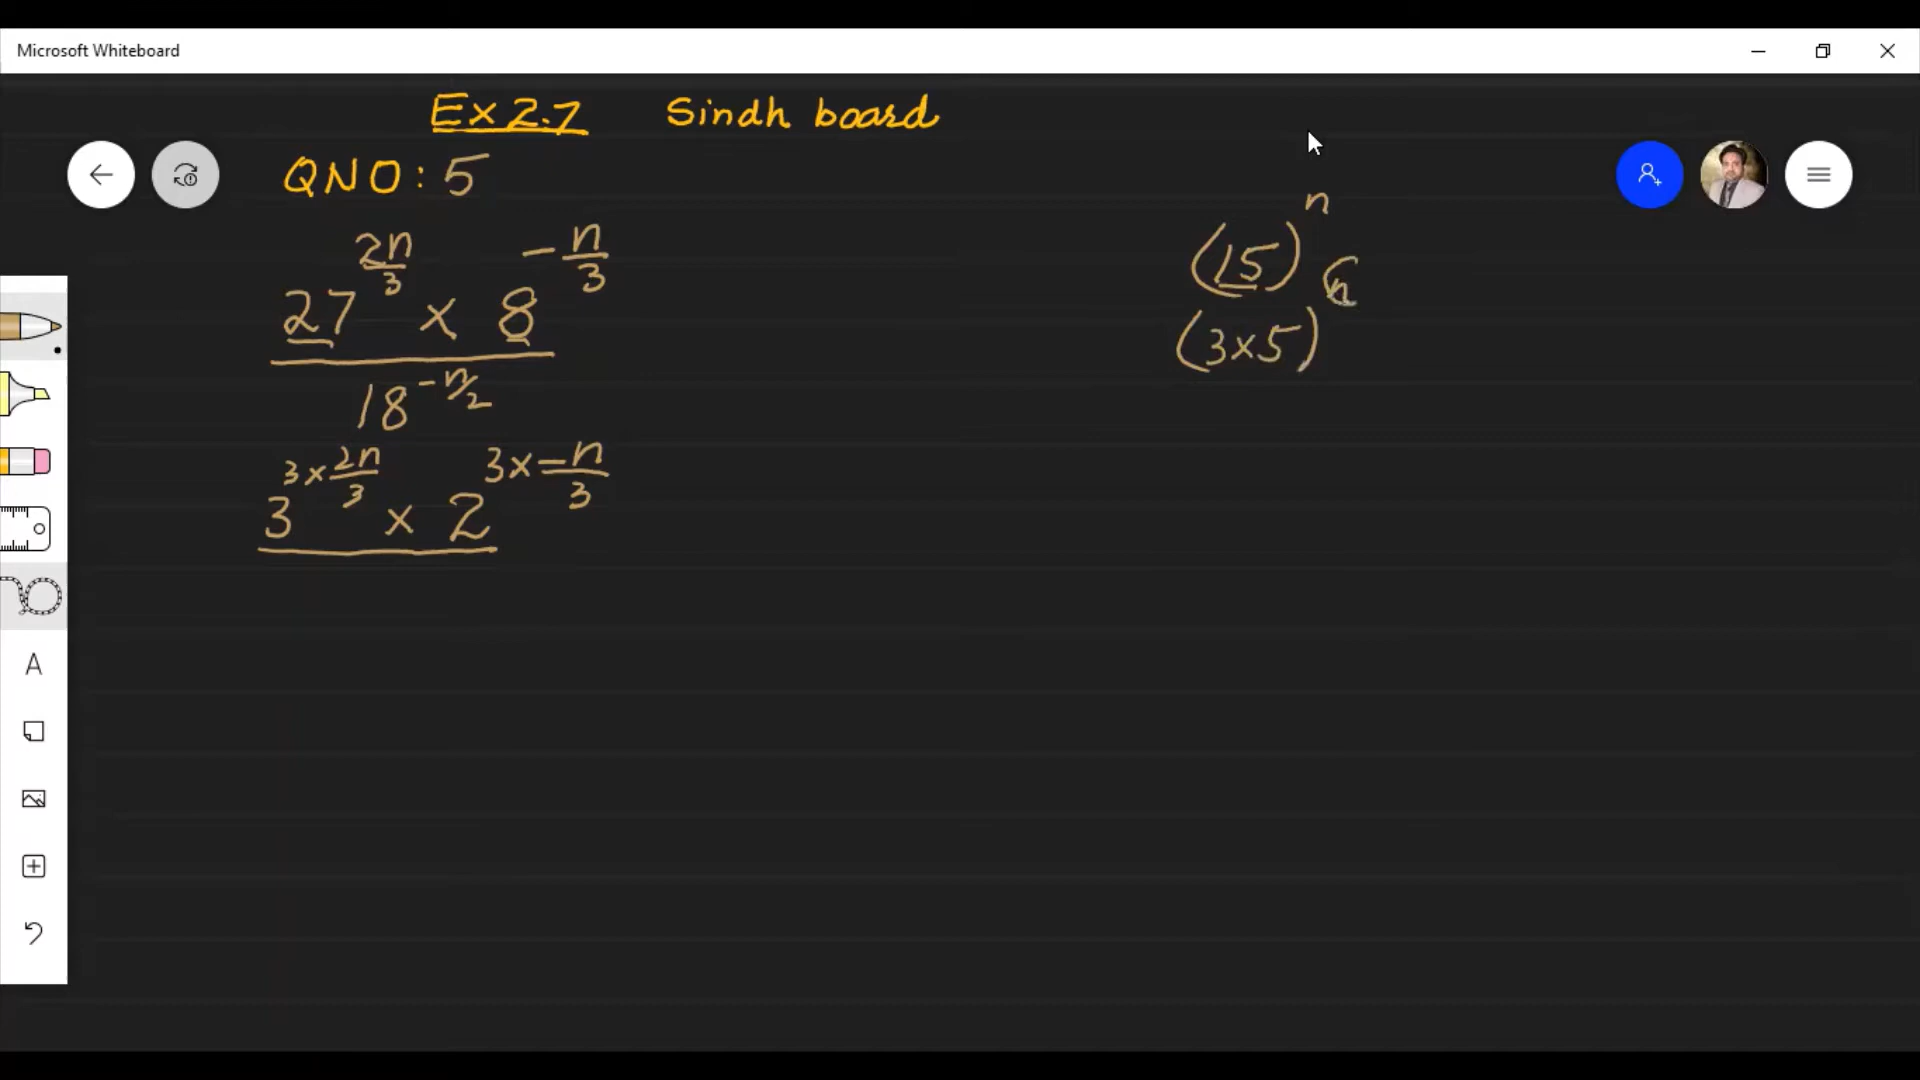 Microsoft Whiteboard
Ex 2.7 Sindh board
QNO: 5
27^{2n/3} × 8^{-n/3}
18^{-n/2}
3^{3×2n/3} × 2^{3×-n/3}
(15)^n
(3×5)^n
A